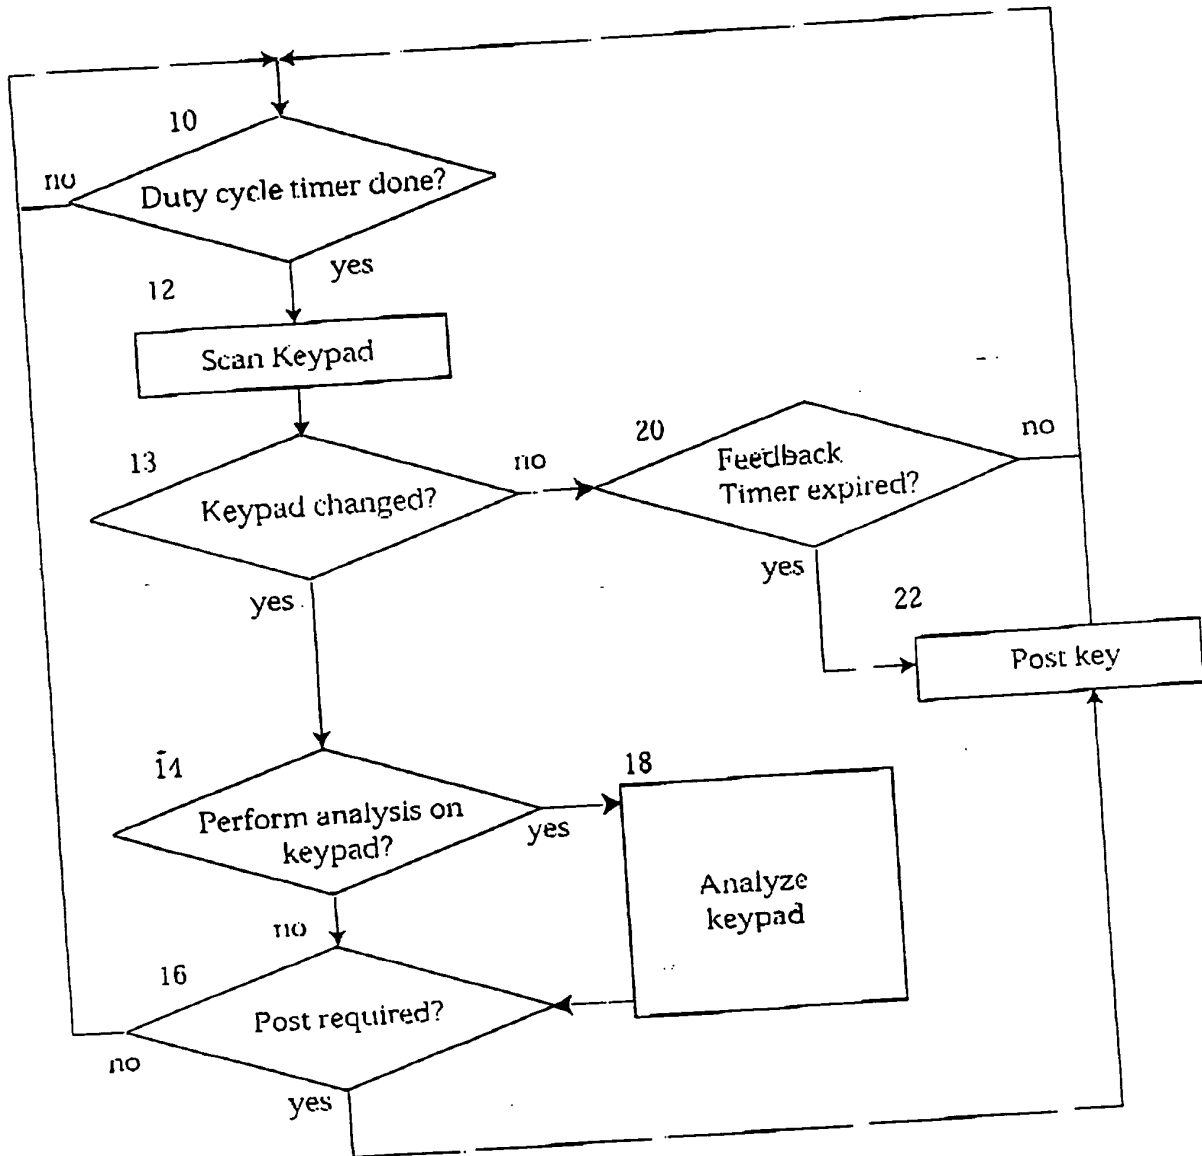 10
no
Duty cycle timer done?
yes
12
Scan Keypad
13
Keypad changed?
no
yes
20
Feedback
Timer expired?
no
yes
22
Post key
14
Perform analysis on
keypad?
yes
no
18
Analyze
keypad
16
Post required?
no
yes